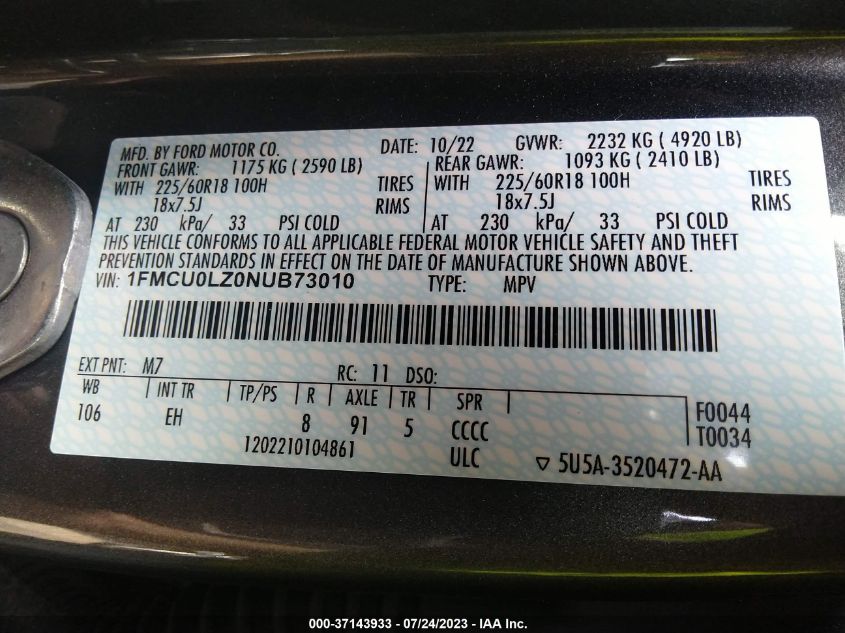 MFD. BY FORD MOTOR CO. DATE: 10/22 GVWR: 2232 KG ( 4920 LB)
FRONT GAWR: 1175 KG ( 2590 LB) REAR GAWR: 1093 KG ( 2410 LB)
WITH 225/60R18 100H TIRES WITH 225/60R18 100H TIRES
18x7.5J RIMS 18x7.5J RIMS
AT 230 kPa/ 33 PSI COLD AT 230 kPa/ 33 PSI COLD
THIS VEHICLE CONFORMS TO ALL APPLICABLE FEDERAL MOTOR VEHICLE SAFETY AND THEFT
PREVENTION STANDARDS IN EFFECT ON THE DATE OF MANUFACTURE SHOWN ABOVE.
VIN: 1FMCU0LZ0NUB73010 TYPE: MPV
EXT PNT: M7 RC: 11 DSO:
WB INT TR TP/PS R AXLE TR SPR F0044
106 EH 8 91 5 CCCC T0034
1202210104861 ULC ▽ 5U5A-3520472-AA
000-37143933 - 07/24/2023 - IAA Inc.